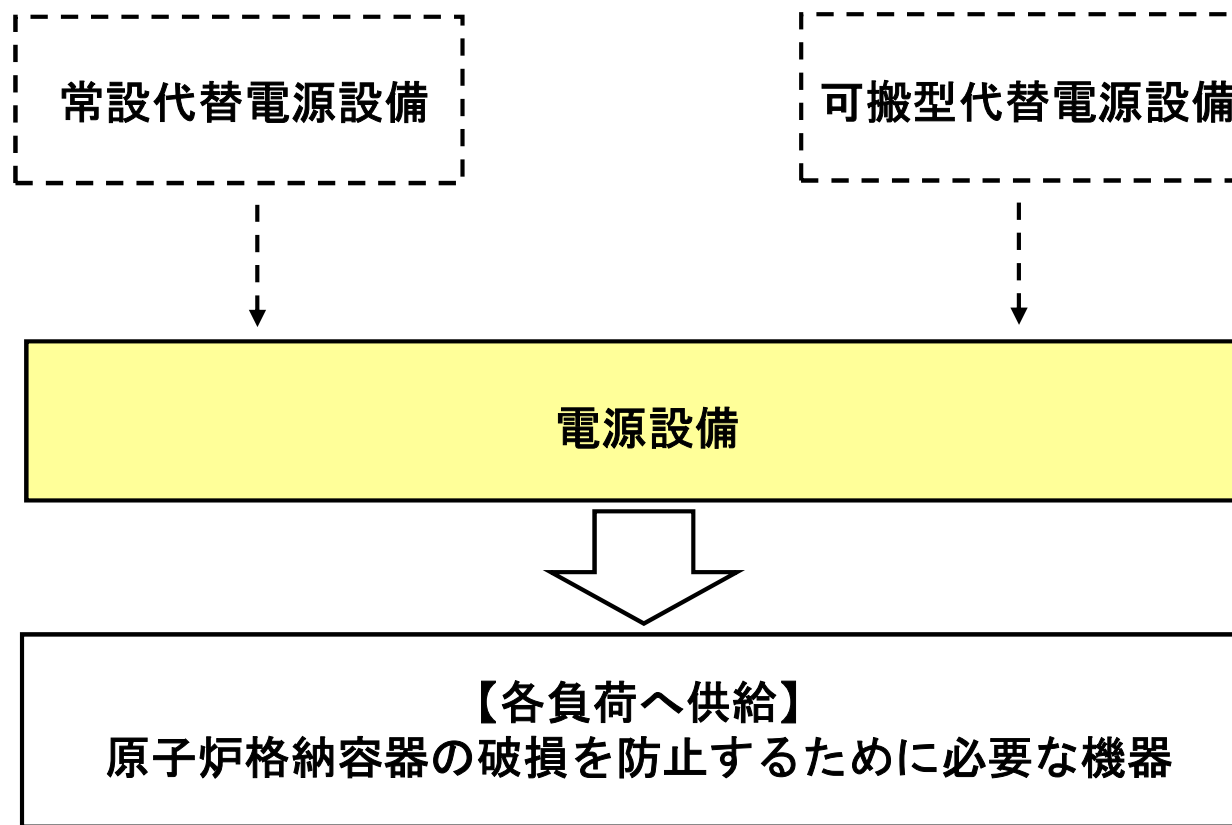 常設代替電源設備
可搬型代替電源設備
電源設備
【各負荷へ供給】
原子炉格納容器の破損を防止するために必要な機器